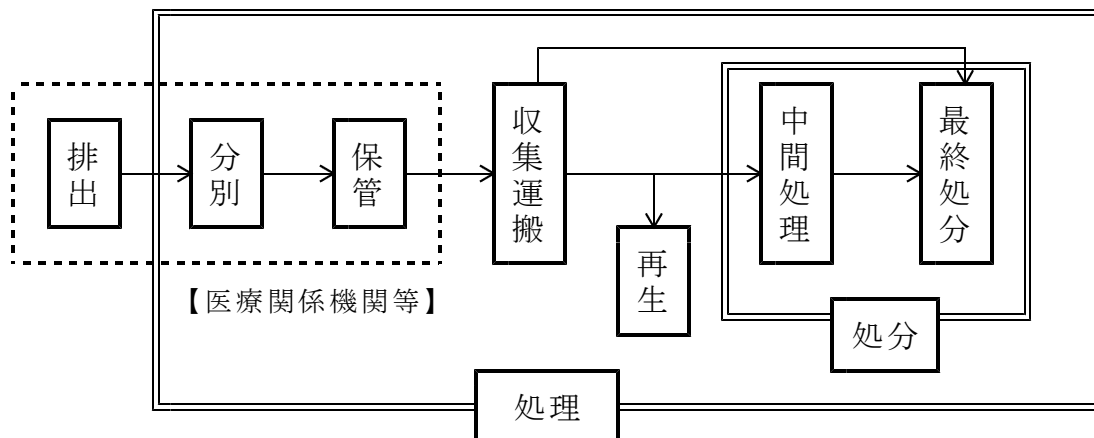 排出
分別
保管
収集運搬
再生
中間処理
最終処分
【医療関係機関等】
処分
処理